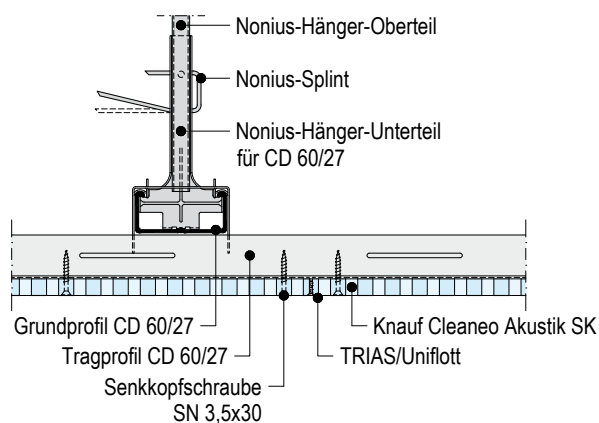 Nonius-Hänger-Oberteil
Nonius-Splint
Nonius-Hänger-Unterteil
für CD 60/27
Grundprofil CD 60/27
Knauf Cleaneo Akustik SK
Tragprofil CD 60/27
TRIAS/Uniflott
Senkkopfschraube
SN 3,5x30